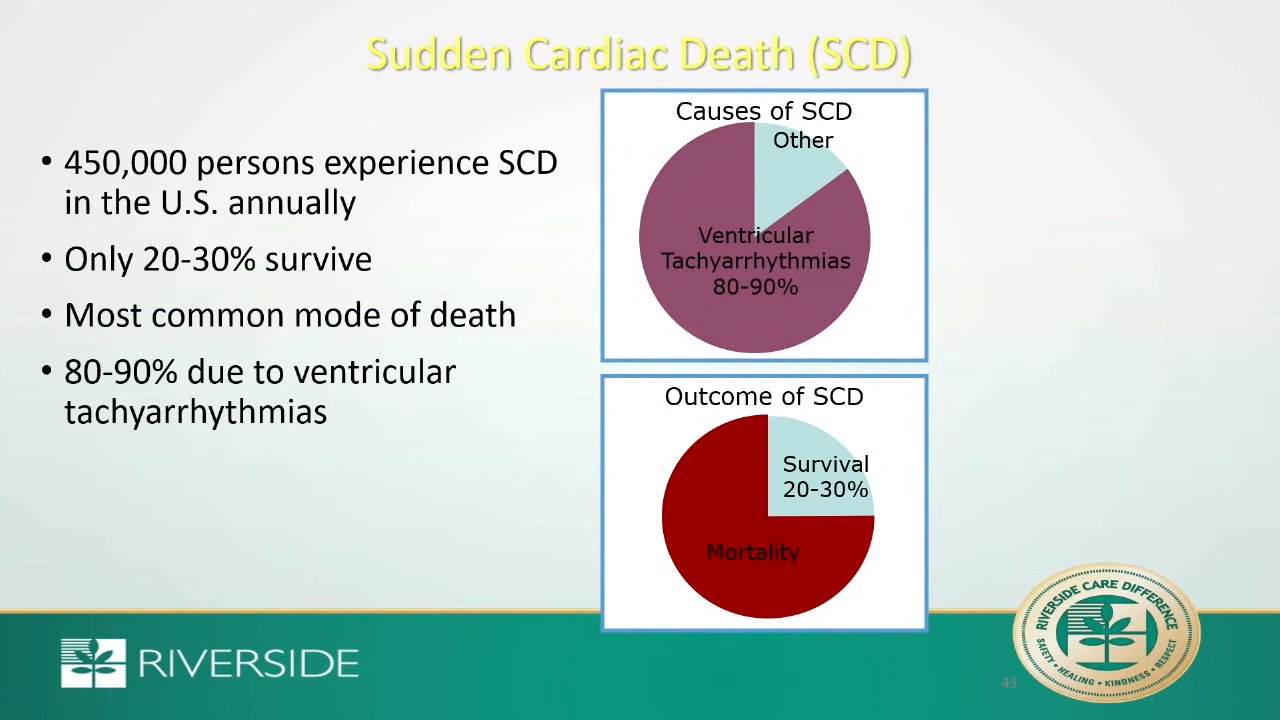 Sudden Cardiac Death (SCD)
• 450,000 persons experience SCD
in the U.S. annually
• Only 20-30% survive
• Most common mode of death
• 80-90% due to ventricular
tachyarrhythmias
Causes of SCD
Other
Ventricular
Tachyarrhythmias
80-90%
Outcome of SCD
Survival
20-30%
Mortality
RIVERSIDE
RIVERSIDE CARE DIFFERENCE
SAFETY • HEALING • KINDNESS • RESPECT
43